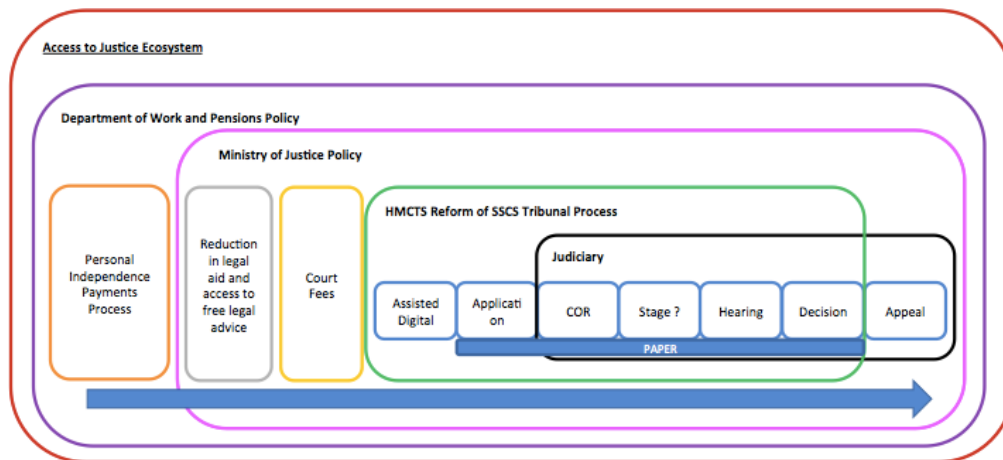 Access to Justice Ecosystem
Department of Work and Pensions Policy
Ministry of Justice Policy
HMCTS Reform of SSCS Tribunal Process
Judiciary
Personal
Independence
Payments
Process
Reduction
in legal
aid and
access to
free legal
advice
Court
Fees
Assisted
Digital
Applicati
on
COR
Stage ?
Hearing
Decision
Appeal
PAPER